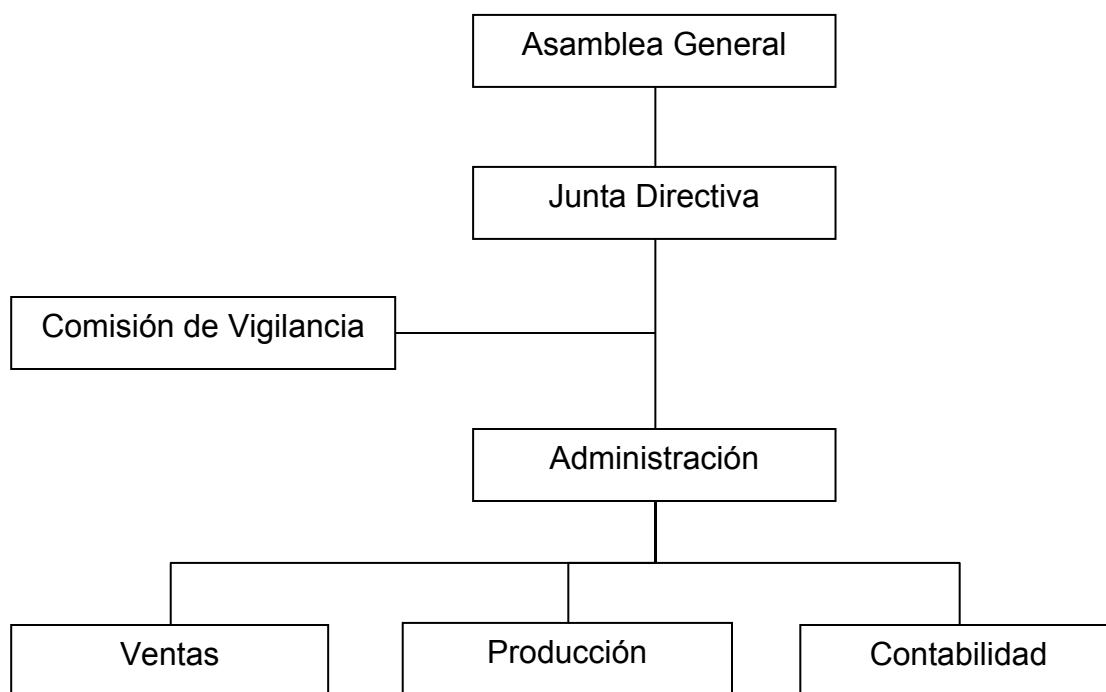 Asamblea General
Junta Directiva
Comisión de Vigilancia
Administración
Ventas
Producción
Contabilidad